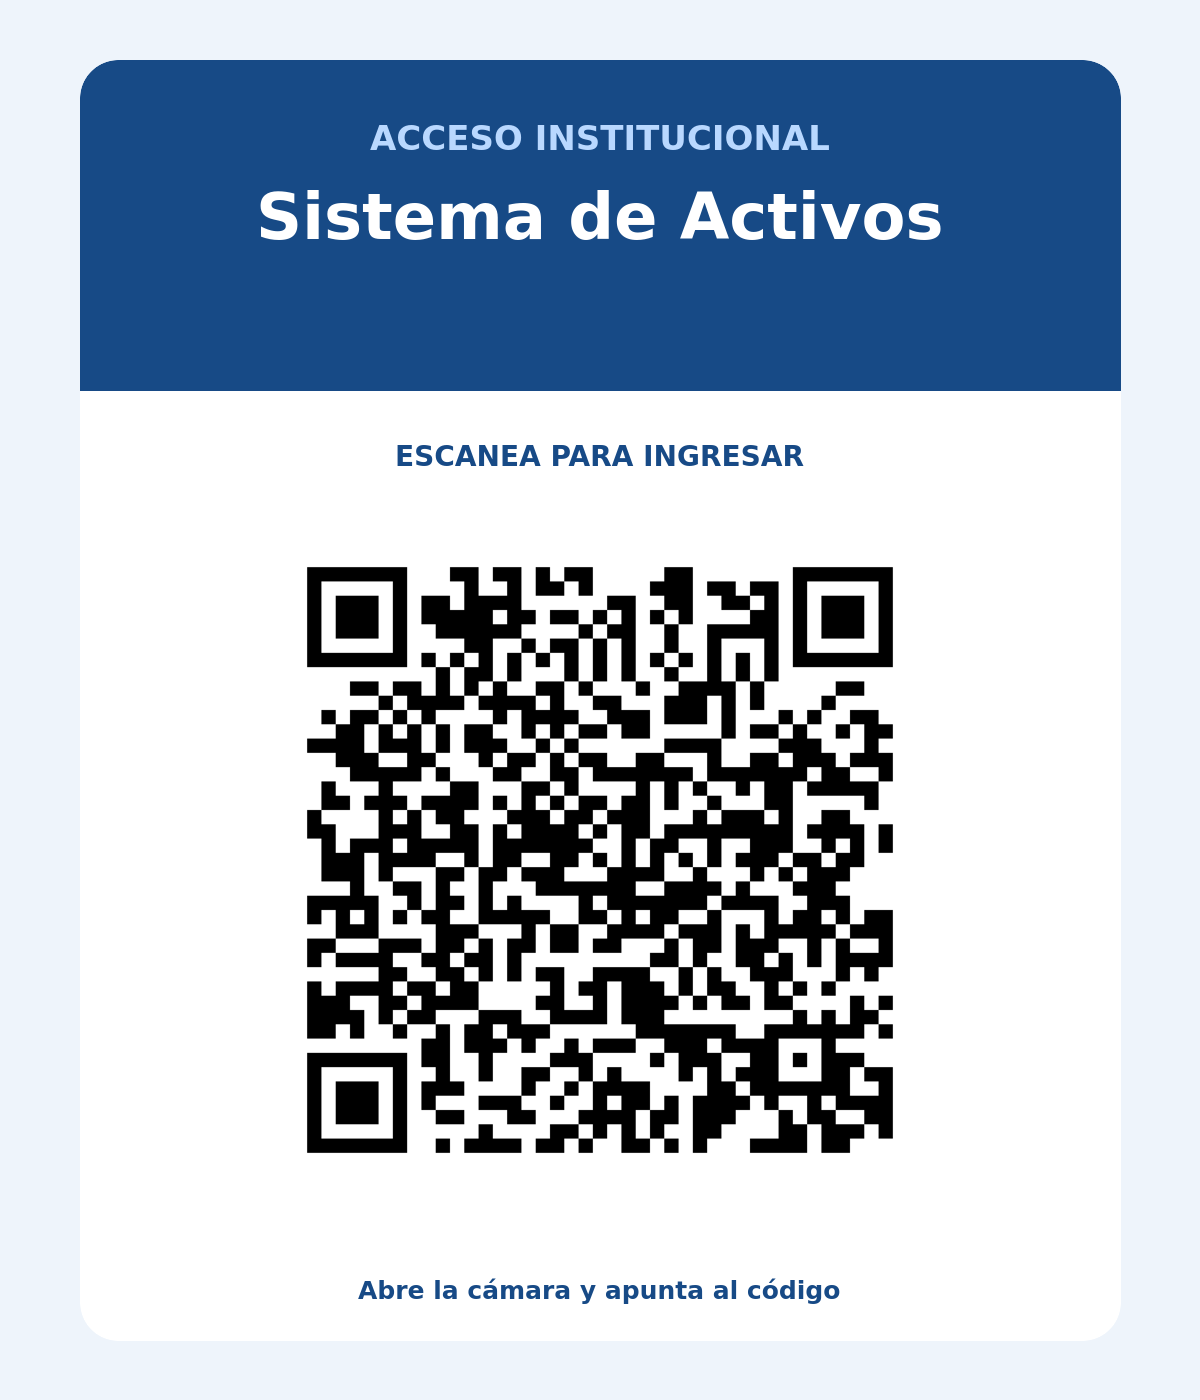 ACCESO INSTITUCIONAL
Sistema de Activos
ESCANEA PARA INGRESAR
Abre la cámara y apunta al código